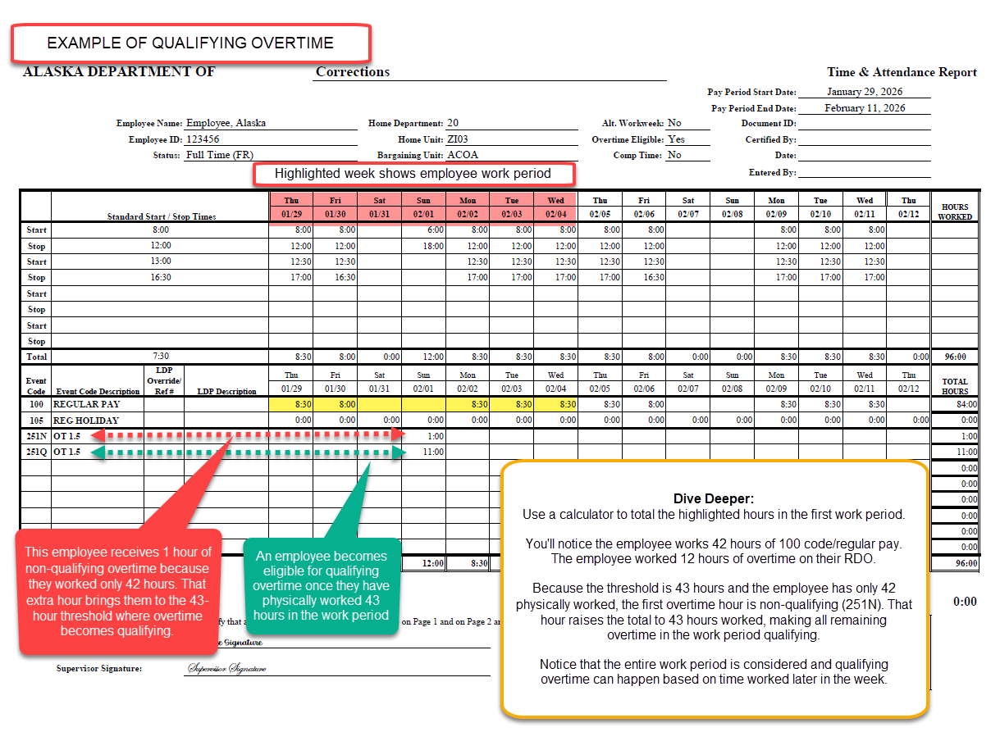 EXAMPLE OF QUALIFYING OVERTIME
ALASKA DEPARTMENT OF Corrections Time & Attendance Report
Pay Period Start Date: January 29, 2026
Pay Period End Date: February 11, 2026
Employee Name: Employee, Alaska Home Department: 20 Alt. Workweek: No Document ID:
Employee ID: 123456 Home Unit: ZI03 Overtime Eligible: Yes Certified By:
Status: Full Time (FR) Bargaining Unit: ACOA Comp Time: No Date:
Entered By:
Highlighted week shows employee work period
Thu Fri Sat Sun Mon Tue Wed Thu Fri Sat Sun Mon Tue Wed Thu HOURS
Standard Start / Stop Times 01/29 01/30 01/31 02/01 02/02 02/03 02/04 02/05 02/06 02/07 02/08 02/09 02/10 02/11 02/12 WORKED
Start 8:00 8:00 8:00 6:00 8:00 8:00 8:00 8:00 8:00 8:00 8:00 8:00
Stop 12:00 12:00 12:00 18:00 12:00 12:00 12:00 12:00 12:00 12:00 12:00 12:00
Start 13:00 12:30 12:30 12:30 12:30 12:30 12:30 12:30 12:30 12:30 12:30
Stop 16:30 17:00 16:30 17:00 17:00 17:00 17:00 16:30 17:00 17:00 17:00
Start
Stop
Start
Stop
Total 7:30 8:30 8:00 0:00 12:00 8:30 8:30 8:30 8:30 8:00 0:00 0:00 8:30 8:30 8:30 0:00 96:00
LDP
Event Override/ Thu Fri Sat Sun Mon Tue Wed Thu Fri Sat Sun Mon Tue Wed Thu TOTAL
Code Event Code Description Ref # LDP Description 01/29 01/30 01/31 02/01 02/02 02/03 02/04 02/05 02/06 02/07 02/08 02/09 02/10 02/11 02/12 HOURS
100 REGULAR PAY 8:30 8:00 8:30 8:30 8:30 8:30 8:00 8:30 8:30 8:30 84:00
105 REG HOLIDAY 0:00 0:00 0:00 0:00 0:00 0:00 0:00 0:00 0:00 0:00 0:00 0:00 0:00 0:00 0:00 0:00
251N OT 1.5 1:00 1:00
251Q OT 1.5 11:00 11:00
0:00
0:00
0:00
0:00
0:00
0:00
12:00 8:30 96:00
0:00
This employee receives 1 hour of
non-qualifying overtime because
they worked only 42 hours. That
extra hour brings them to the 43-
hour threshold where overtime
becomes qualifying.
An employee becomes
eligible for qualifying
overtime once they have
physically worked 43
hours in the work period
Dive Deeper:
Use a calculator to total the highlighted hours in the first work period.
You'll notice the employee works 42 hours of 100 code/regular pay.
The employee worked 12 hours of overtime on their RDO.
Because the threshold is 43 hours and the employee has only 42
physically worked, the first overtime hour is non-qualifying (251N). That
hour raises the total to 43 hours worked, making all remaining
overtime in the work period qualifying.
Notice that the entire work period is considered and qualifying
overtime can happen based on time worked later in the week.
that on Page 1 and on Page 2
Signature
Supervisor Signature: Supervisor Signature